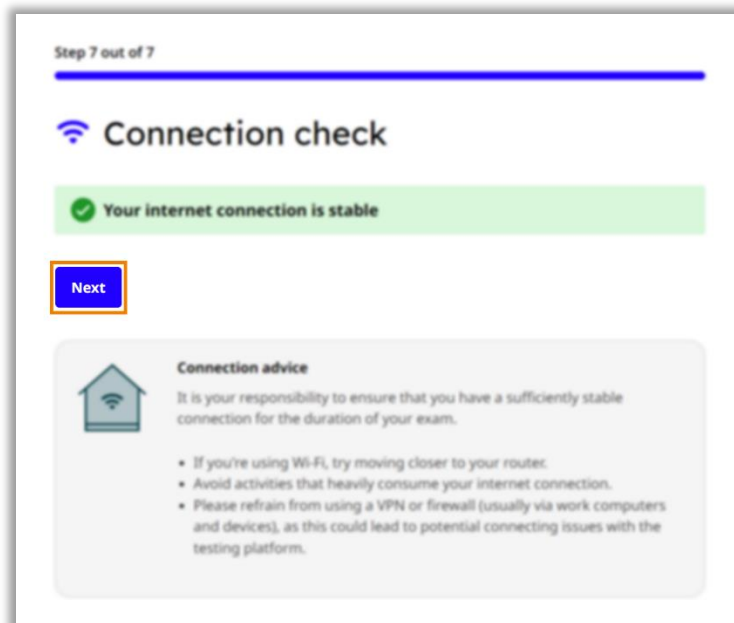 Step 7 out of 7
Connection check
Your internet connection is stable
Next
Connection advice
It is your responsibility to ensure that you have a sufficiently stable
connection for the duration of your exam.
• If you're using Wi-Fi, try moving closer to your router.
• Avoid activities that heavily consume your internet connection.
• Please refrain from using a VPN or firewall (usually via work computers
and devices), as this could lead to potential connecting issues with the
testing platform.